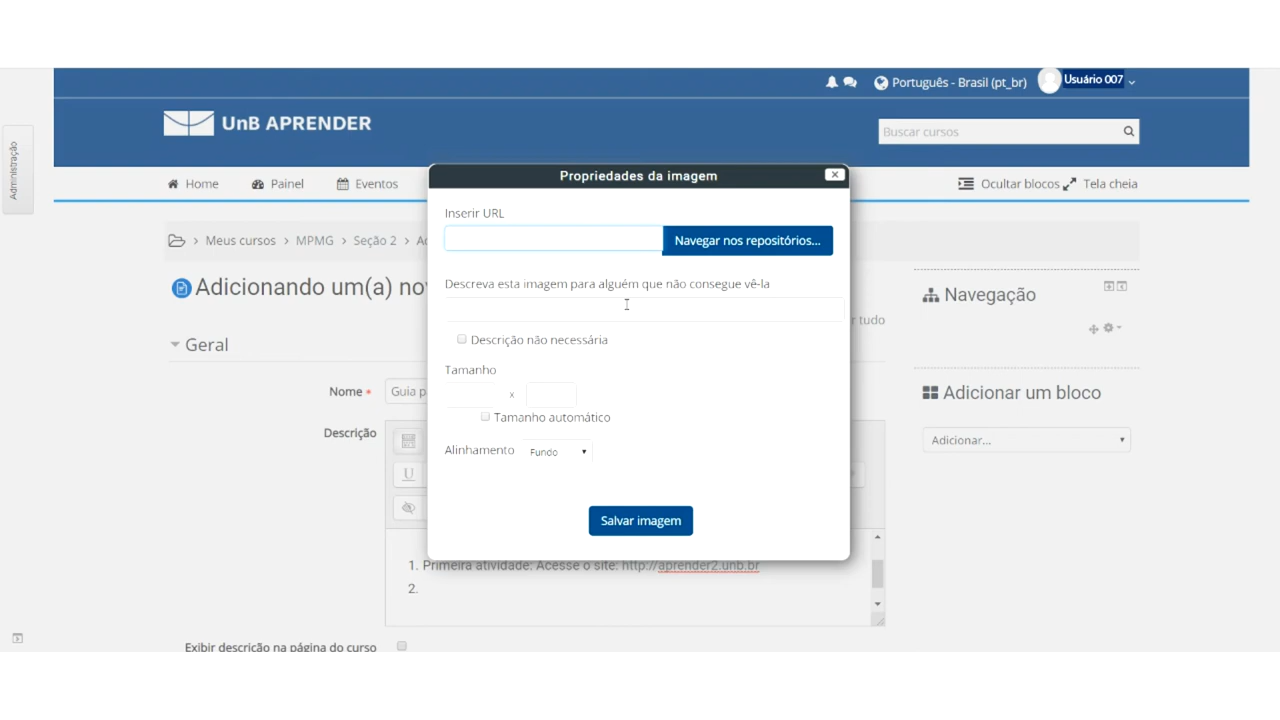 Português - Brasil (pt_br) Usuário 007
Administração
UnB APRENDER
Buscar cursos
Home Painel Eventos Ocultar blocos Tela cheia
Propriedades da imagem
Meus cursos MPMG Seção 2
Adicionando um(a)
Geral
Nome *
Guia
Descrição
Inserir URL
Navegar nos repositórios...
Descreva esta imagem para alguém que não consegue vê-la
Descrição não necessária
Tamanho
x
Tamanho automático
Alinhamento Fundo
Salvar imagem
tudo
Navegação
Adicionar um bloco
Adicionar...
1. Primeira atividade: Acesse o site: http://aprender2.unb.br
2.
Exibir descrição na página do curso